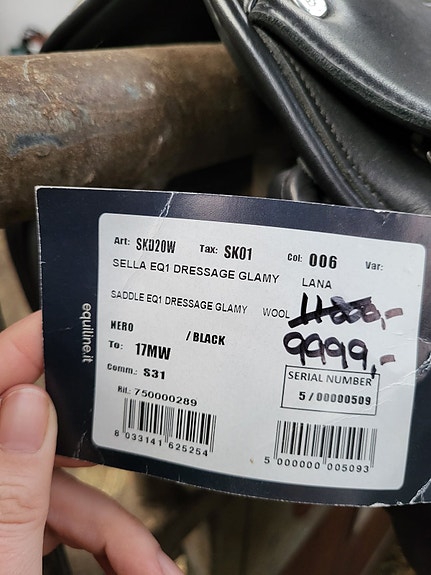 Art: SKD20W Tax: SK01 Col: 006 Var:
SELLA EQ1 DRESSAGE GLAMY LANA
SADDLE EQ1 DRESSAGE GLAMY WOOL
NERO /BLACK
9999,-
To: 17MW
Comm.: S31
SERIAL NUMBER
5/00000509
Rif.: 750000289
8 033141 625254
5 000000 005093
equiline.it